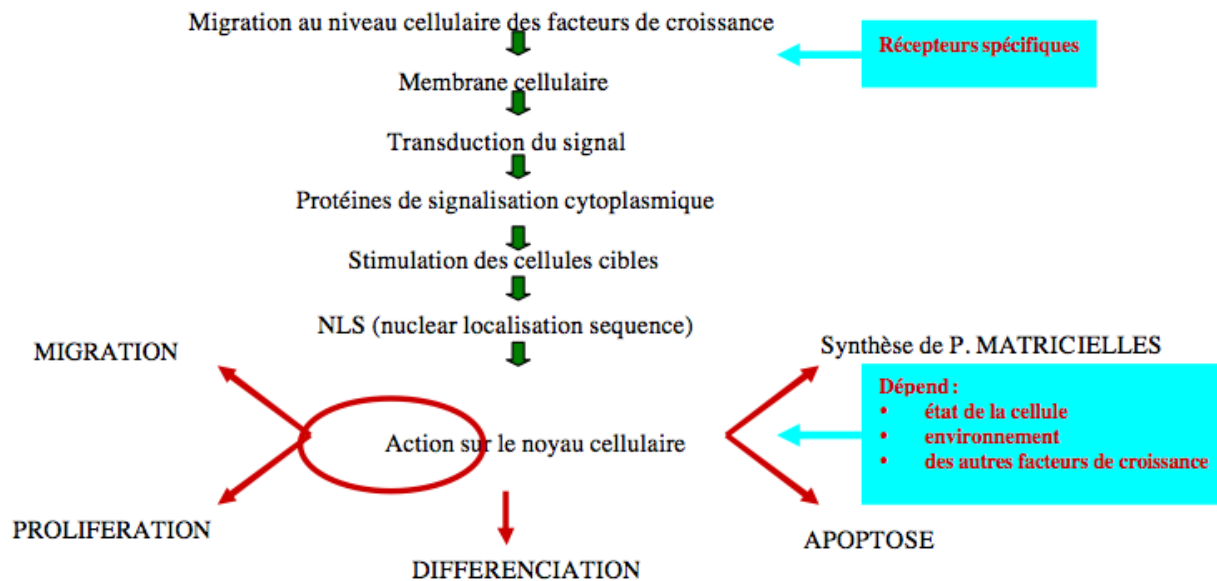 Migration au niveau cellulaire des facteurs de croissance
Récepteurs spécifiques
Membrane cellulaire
Transduction du signal
Protéines de signalisation cytoplasmique
Stimulation des cellules cibles
NLS (nuclear localisation sequence)
MIGRATION
Synthèse de P. MATRICIELLES
Dépend :
• état de la cellule
• environnement
• des autres facteurs de croissance
Action sur le noyau cellulaire
PROLIFERATION
APOPTOSE
DIFFERENCIATION